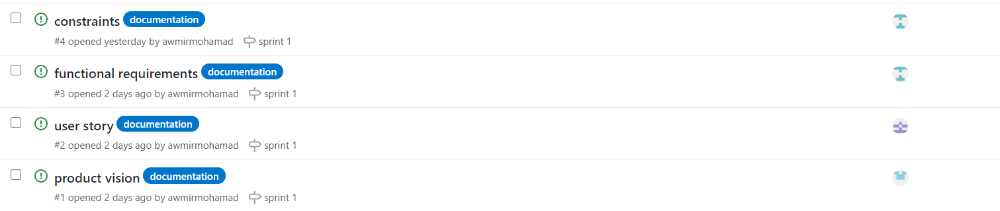 constraints documentation
#4 opened yesterday by awmirmohamad sprint 1
functional requirements documentation
#3 opened 2 days ago by awmirmohamad sprint 1
user story documentation
#2 opened 2 days ago by awmirmohamad sprint 1
product vision documentation
#1 opened 2 days ago by awmirmohamad sprint 1